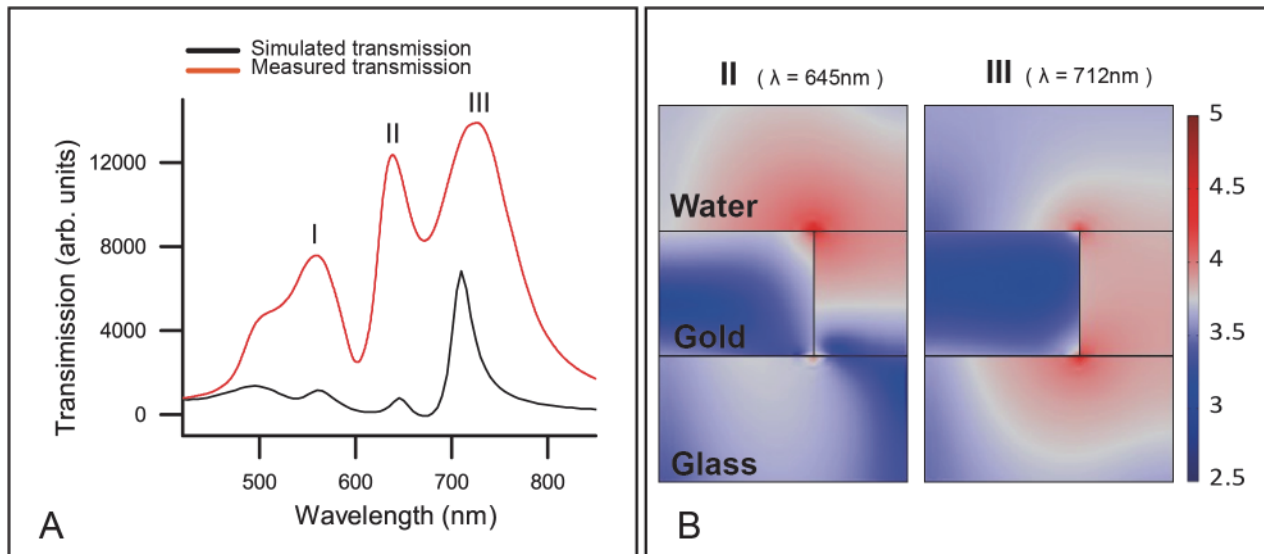 Simulated transmission
Measured transmission
I
II
III
Transimission (arb. units)
12000
8000
4000
0
500
600
700
800
Wavelength (nm)
A
II ( λ = 645nm )
III ( λ = 712nm )
Water
Gold
Glass
5
4.5
4
3.5
3
2.5
B